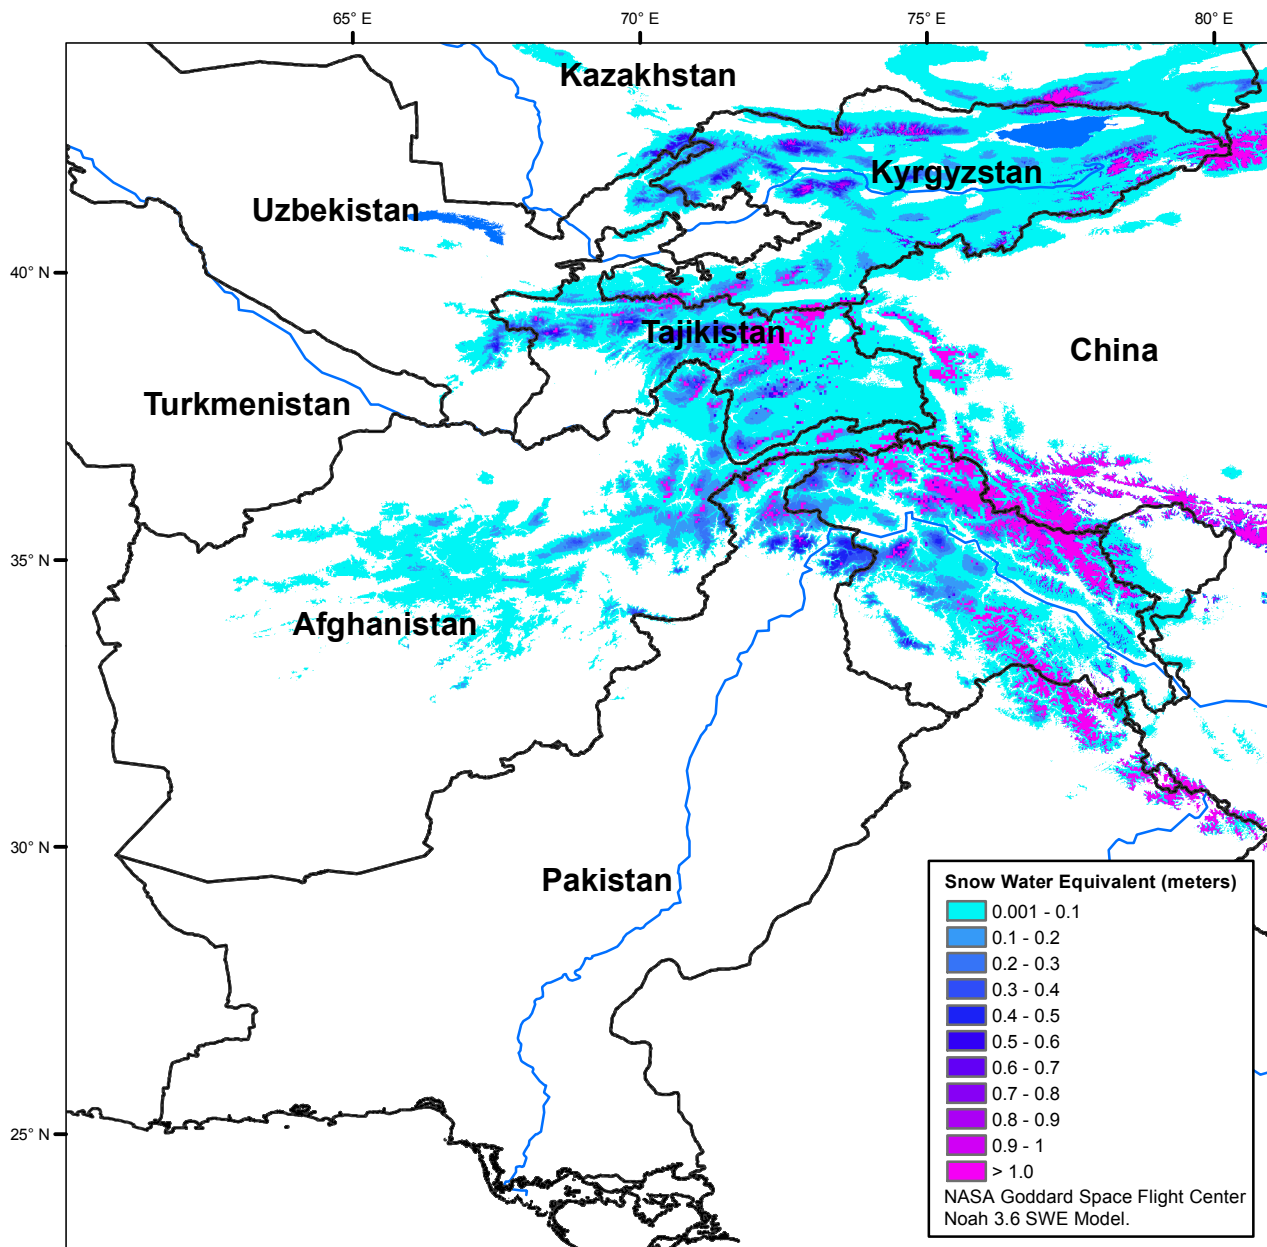 65° E
70° E
75° E
80° E
Kazakhstan
Kyrgyzstan
Uzbekistan
40° N
Tajikistan
China
Turkmenistan
35° N
Afghanistan
30° N
Pakistan
25° N
Snow Water Equivalent (meters)
0.001 - 0.1
0.1 - 0.2
0.2 - 0.3
0.3 - 0.4
0.4 - 0.5
0.5 - 0.6
0.6 - 0.7
0.7 - 0.8
0.8 - 0.9
0.9 - 1
> 1.0
NASA Goddard Space Flight Center
Noah 3.6 SWE Model.